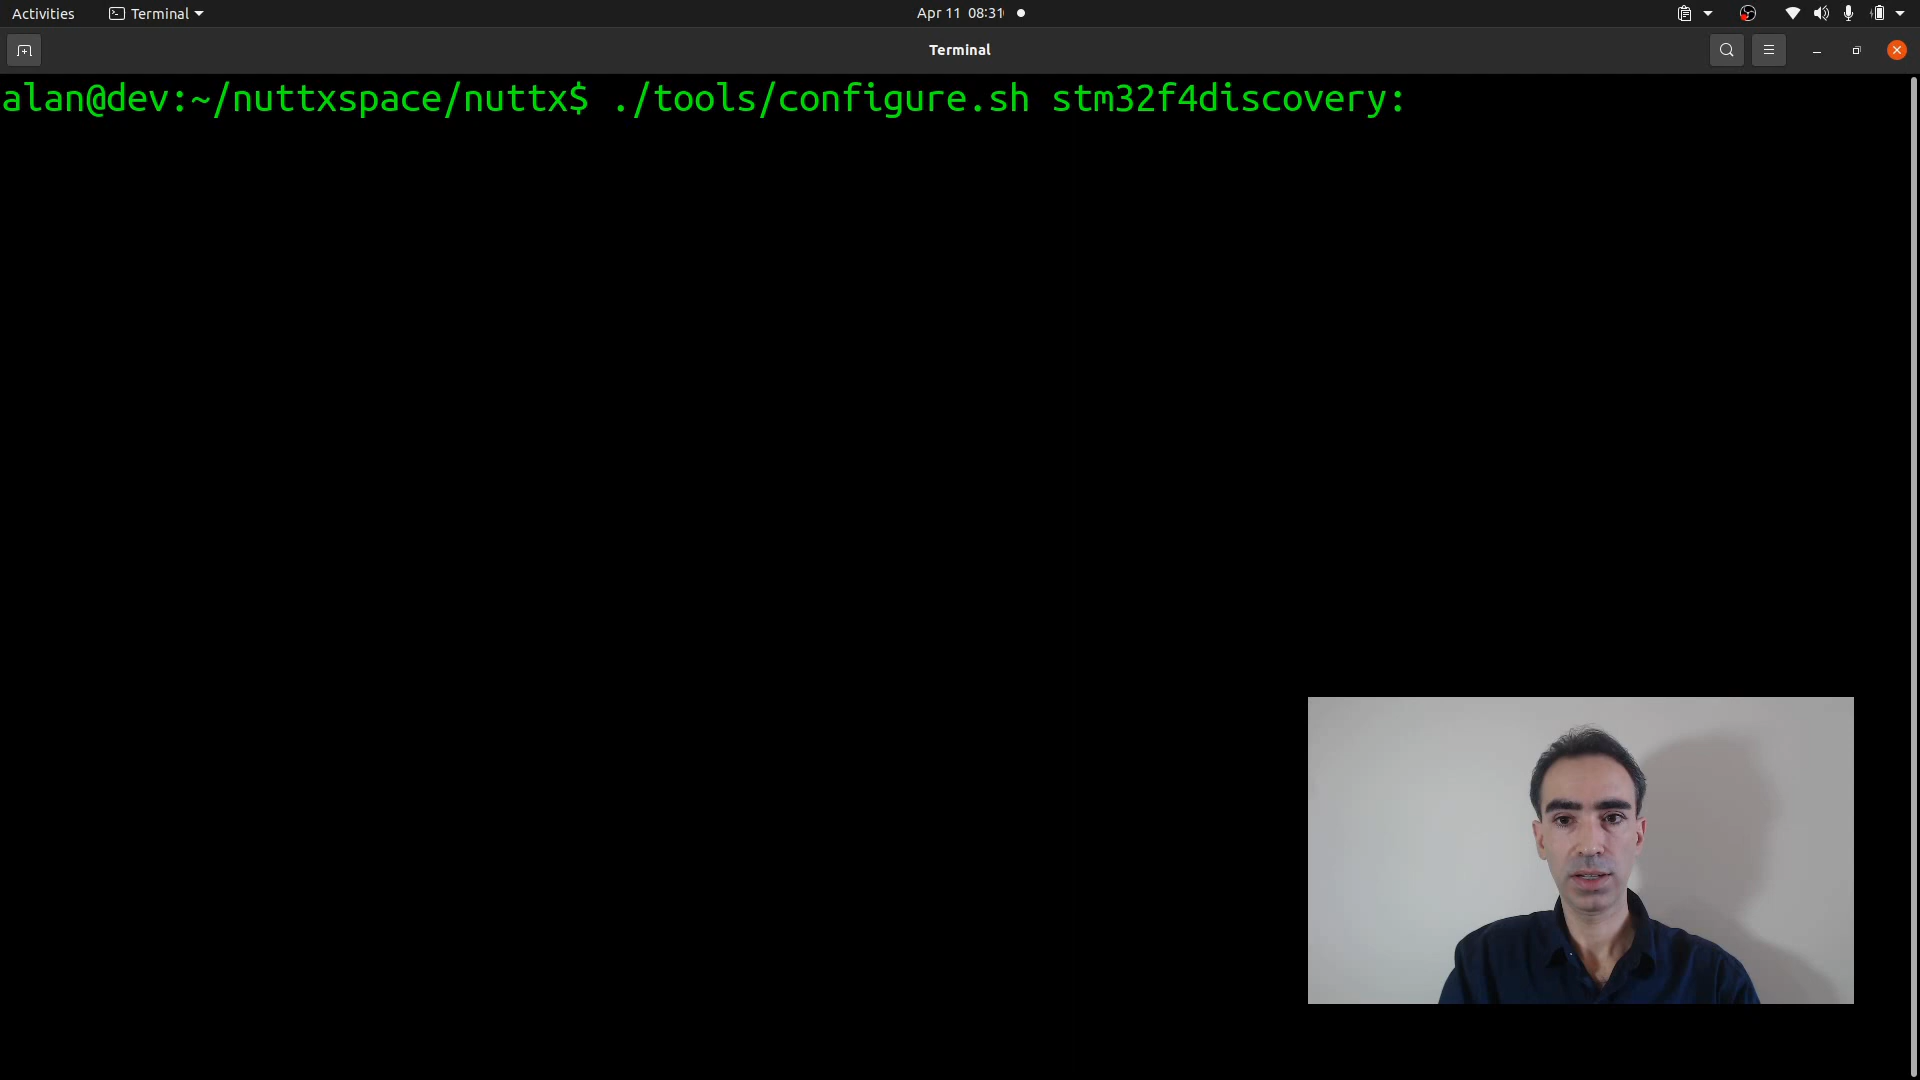 Activities Terminal Apr 11 08:31
Terminal
alan@dev:~/nuttxspace/nuttx$ ./tools/configure.sh stm32f4discovery: